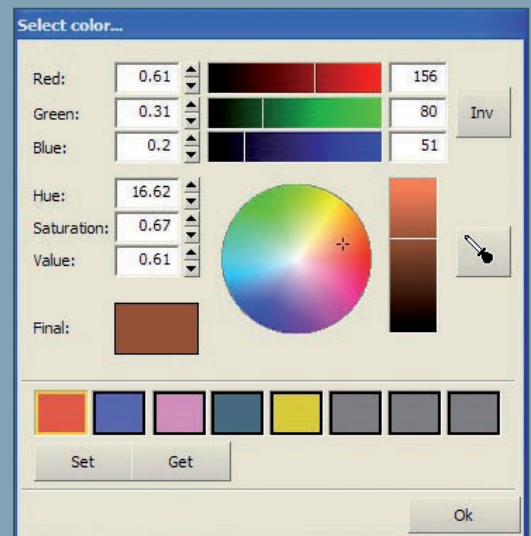 Select color...
Red: 0.61 156
Green: 0.31 80
Inv
Blue: 0.2 51
Hue: 16.62
Saturation: 0.67
Value: 0.61
Final:
Set Get
Ok